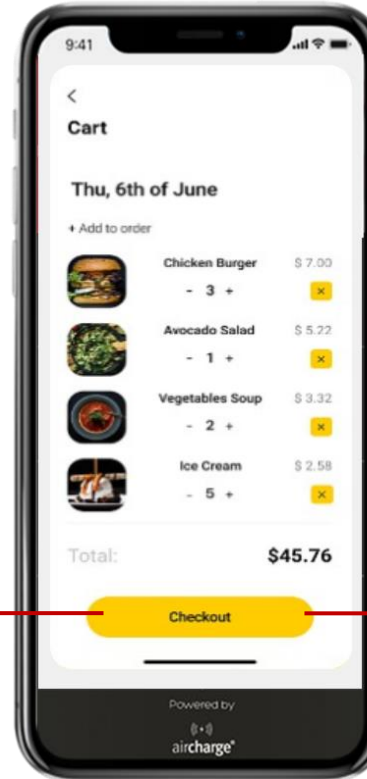 9:41
<
Cart
Thu, 6th of June
+ Add to order
Chicken Burger $ 7.00
- 3 + ×
Avocado Salad $ 5.22
- 1 + ×
Vegetables Soup $ 3.32
- 2 + ×
Ice Cream $ 2.58
- 5 + ×
Total: $45.76
Checkout
Powered by
aircharge®